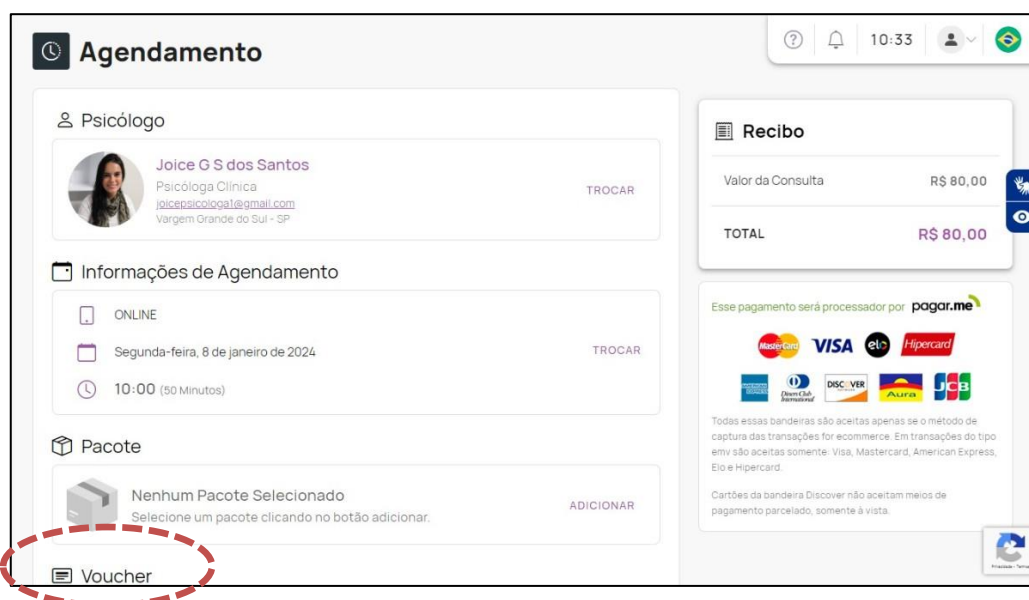 Agendamento
10:33
Psicólogo
Joice G S dos Santos
Psicóloga Clínica
joicepsicologa1@gmail.com
Vargem Grande do Sul - SP
TROCAR
Informações de Agendamento
ONLINE
Segunda-feira, 8 de janeiro de 2024
TROCAR
10:00 (50 Minutos)
Pacote
Nenhum Pacote Selecionado
Selecione um pacote clicando no botão adicionar.
ADICIONAR
Voucher
Recibo
Valor da Consulta R$ 80,00
TOTAL R$ 80,00
Esse pagamento será processador por pagar.me
MasterCard VISA elo Hipercard
AMERICAN EXPRESS Diners Club International DISCOVER Aura JCB
Todas essas bandeiras são aceitas apenas se o método de
captura das transações for ecommerce. Em transações do tipo
emv são aceitas somente: Visa, Mastercard, American Express,
Elo e Hipercard.
Cartões da bandeira Discover não aceitam meios de
pagamento parcelado, somente à vista.